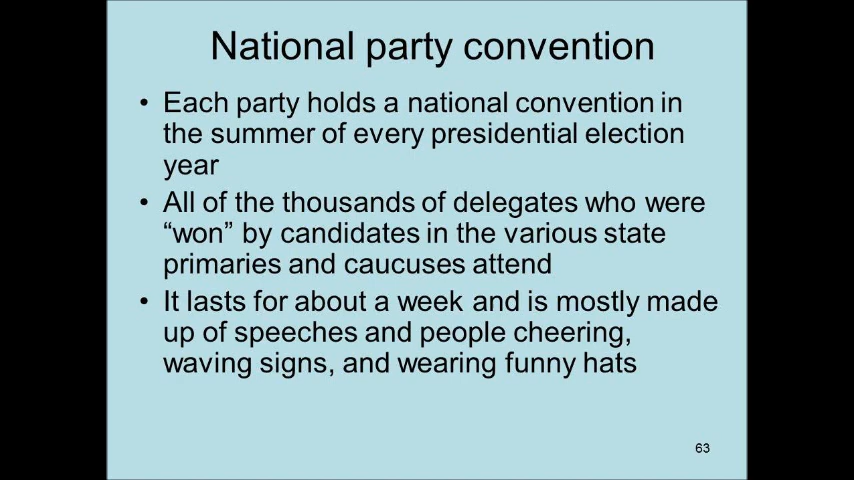 National party convention
• Each party holds a national convention in
the summer of every presidential election
year
• All of the thousands of delegates who were
“won” by candidates in the various state
primaries and caucuses attend
• It lasts for about a week and is mostly made
up of speeches and people cheering,
waving signs, and wearing funny hats
63